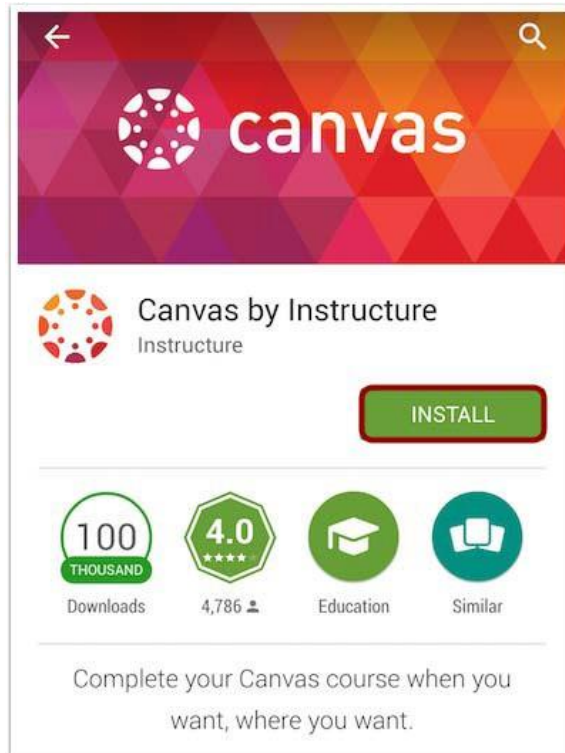 canvas
Canvas by Instructure
Instructure
INSTALL
100
THOUSAND
4.0
Downloads
4,786
Education
Similar
Complete your Canvas course when you
want, where you want.